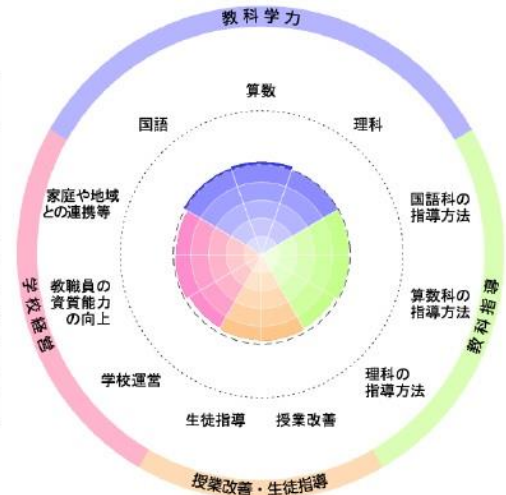 教科学力
算数
国語
理科
家庭や地域
との連携等
国語科の
指導方法
教職員の
資質能力
の向上
算数科の
指導方法
学校経営
教科指導
学校運営
理科の
指導方法
生徒指導
授業改善
授業改善・生徒指導